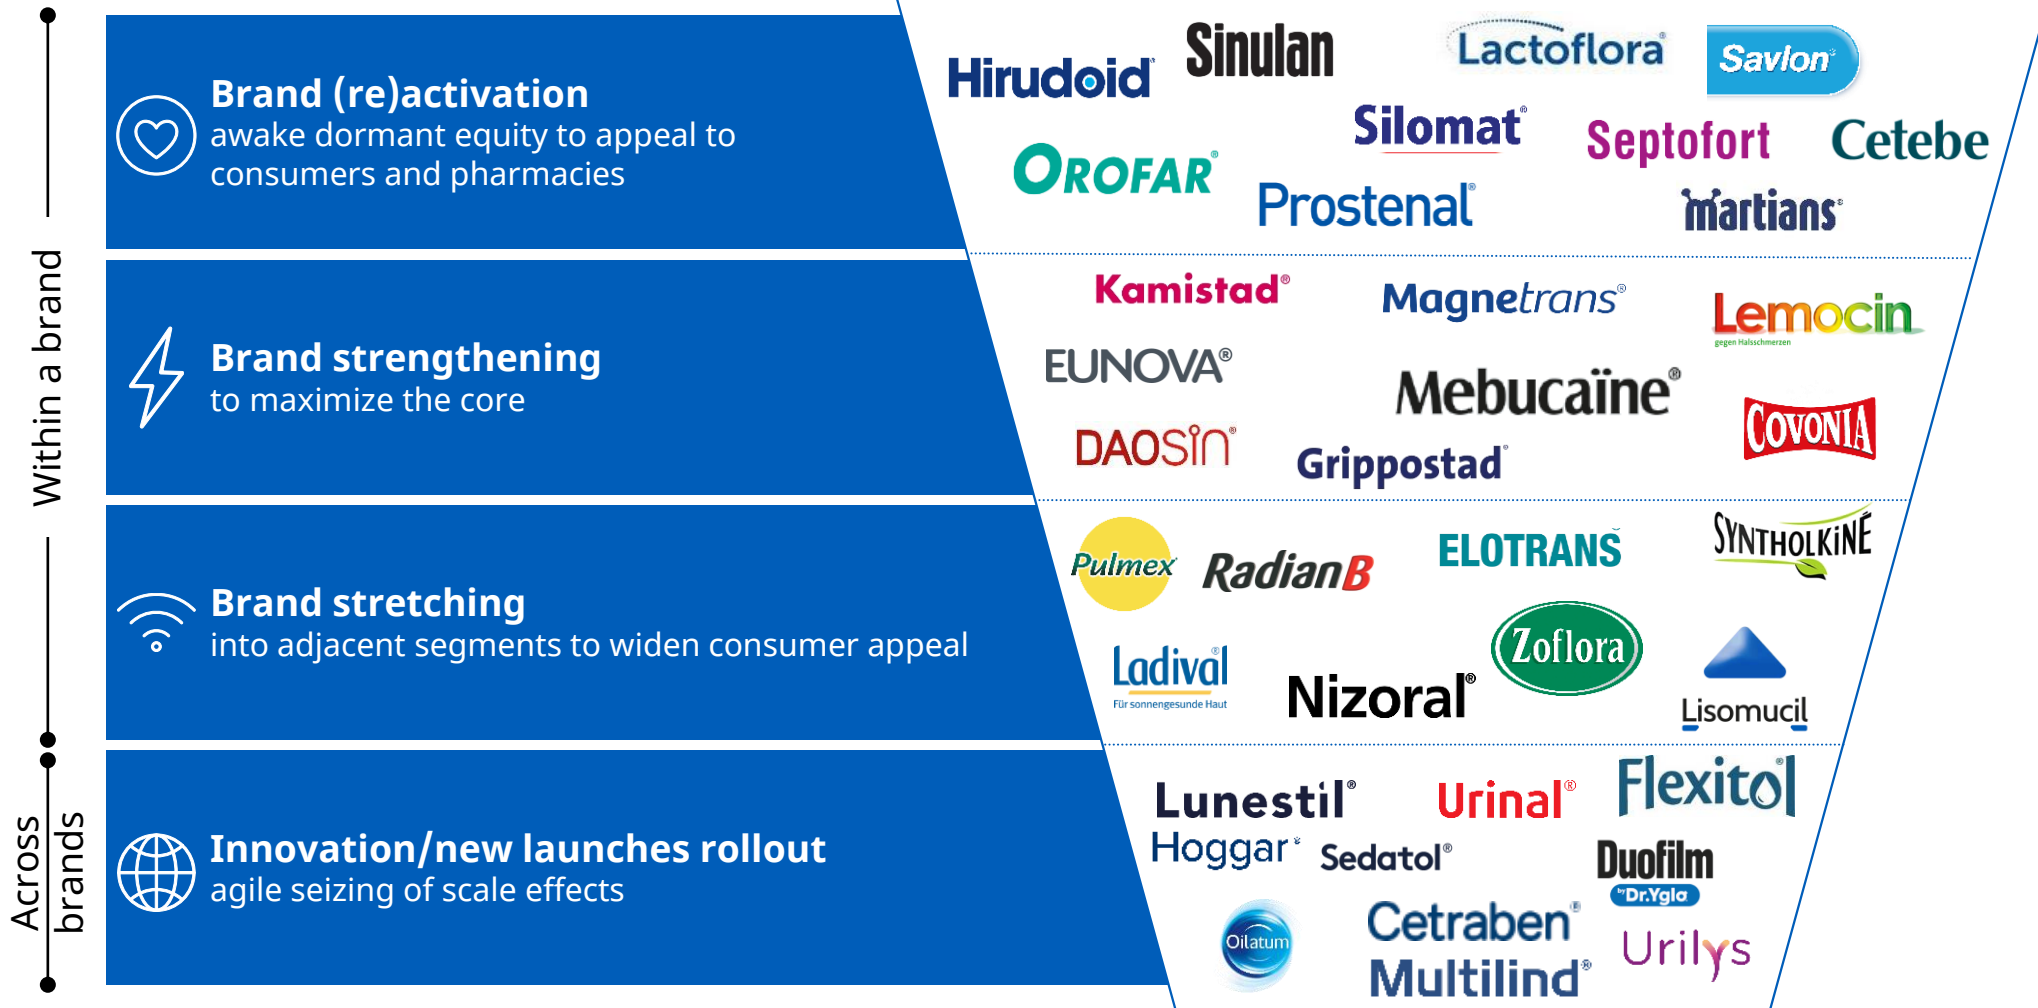 Within a brand
Across
brands
Brand (re)activation
awake dormant equity to appeal to
consumers and pharmacies
Hirudoid
Sinulan
Lactoflora®
Savlon®
OROFAR®
Silomat®
Septofort
Cetebe
Prostenal®
martians®
Brand strengthening
to maximize the core
Kamistad®
Magnetrans®
Lemocin
gegen Halsschmerzen
EUNOVA®
Mebucaïne®
COVONIA
DAOSiN®
Grippostad®
Brand stretching
into adjacent segments to widen consumer appeal
Pulmex
Radian B
ELOTRANS
SYNTHOLKiNÉ
Ladival®
Für sonnengesunde Haut
Nizoral®
Zoflora
Lisomucil
Innovation/new launches rollout
agile seizing of scale effects
Lunestil®
Urinal®
Flexitol®
Hoggar®
Sedatol®
Duofilm
by Dr.Ygla
Oilatum
Cetraben®
Multilind®
Urilys